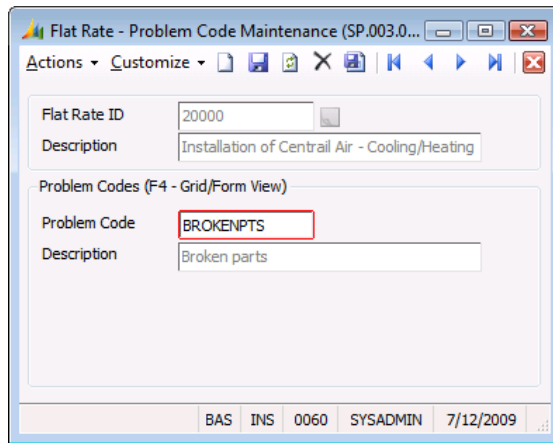 Flat Rate - Problem Code Maintenance (SP.003.0...
Actions Customize
Flat Rate ID 20000
Description Installation of Centrail Air - Cooling/Heating
Problem Codes (F4 - Grid/Form View)
Problem Code BROKENPTS
Description Broken parts
BAS INS 0060 SYSADMIN 7/12/2009